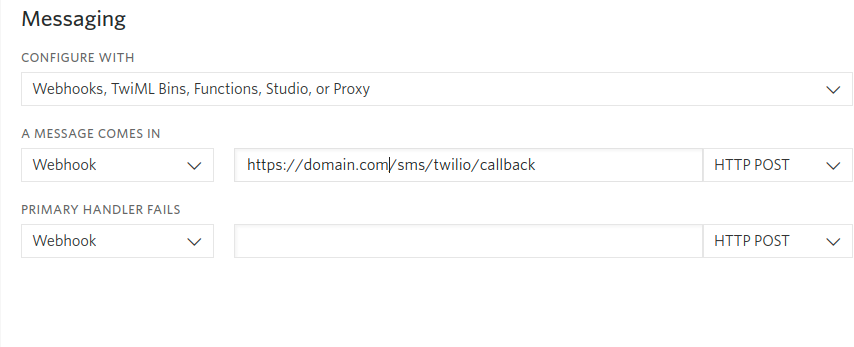 Messaging
CONFIGURE WITH
Webhooks, TwiML Bins, Functions, Studio, or Proxy
A MESSAGE COMES IN
Webhook https://domain.com/sms/twilio/callback HTTP POST
PRIMARY HANDLER FAILS
Webhook HTTP POST